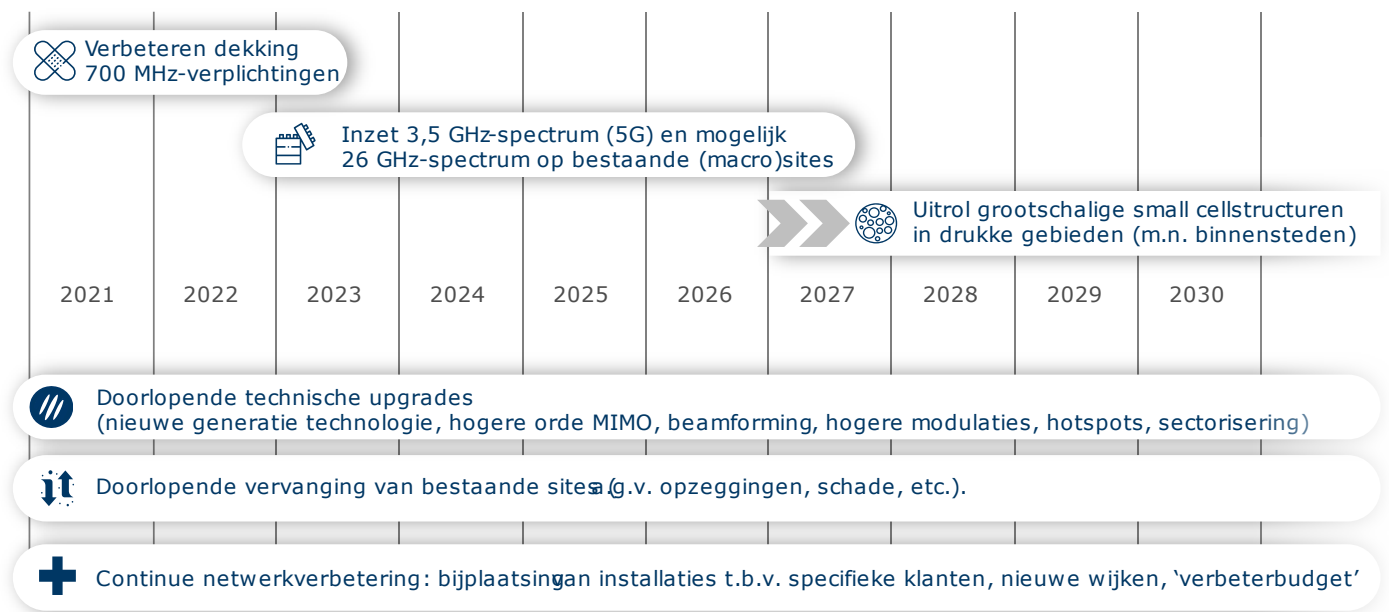 Verbeteren dekking
700 MHz-verplichtingen
Inzet 3,5 GHz-spectrum (5G) en mogelijk
26 GHz-spectrum op bestaande (macro)sites
Uitrol grootschalige small cellstructuren
in drukke gebieden (m.n. binnensteden)
2021 2022 2023 2024 2025 2026 2027 2028 2029 2030
Doorlopende technische upgrades
(nieuwe generatie technologie, hogere orde MIMO, beamforming, hogere modulaties, hotspots, sectorisering)
Doorlopende vervanging van bestaande sites (a.g.v. opzeggingen, schade, etc.).
Continue netwerkverbetering: bijplaatsing van installaties t.b.v. specifieke klanten, nieuwe wijken, ‘verbeterbudget’